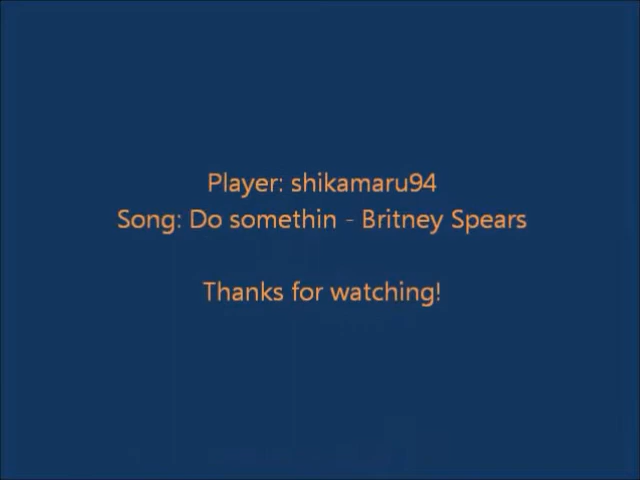 Player: shikamaru94
Song: Do somethin - Britney Spears
Thanks for watching!